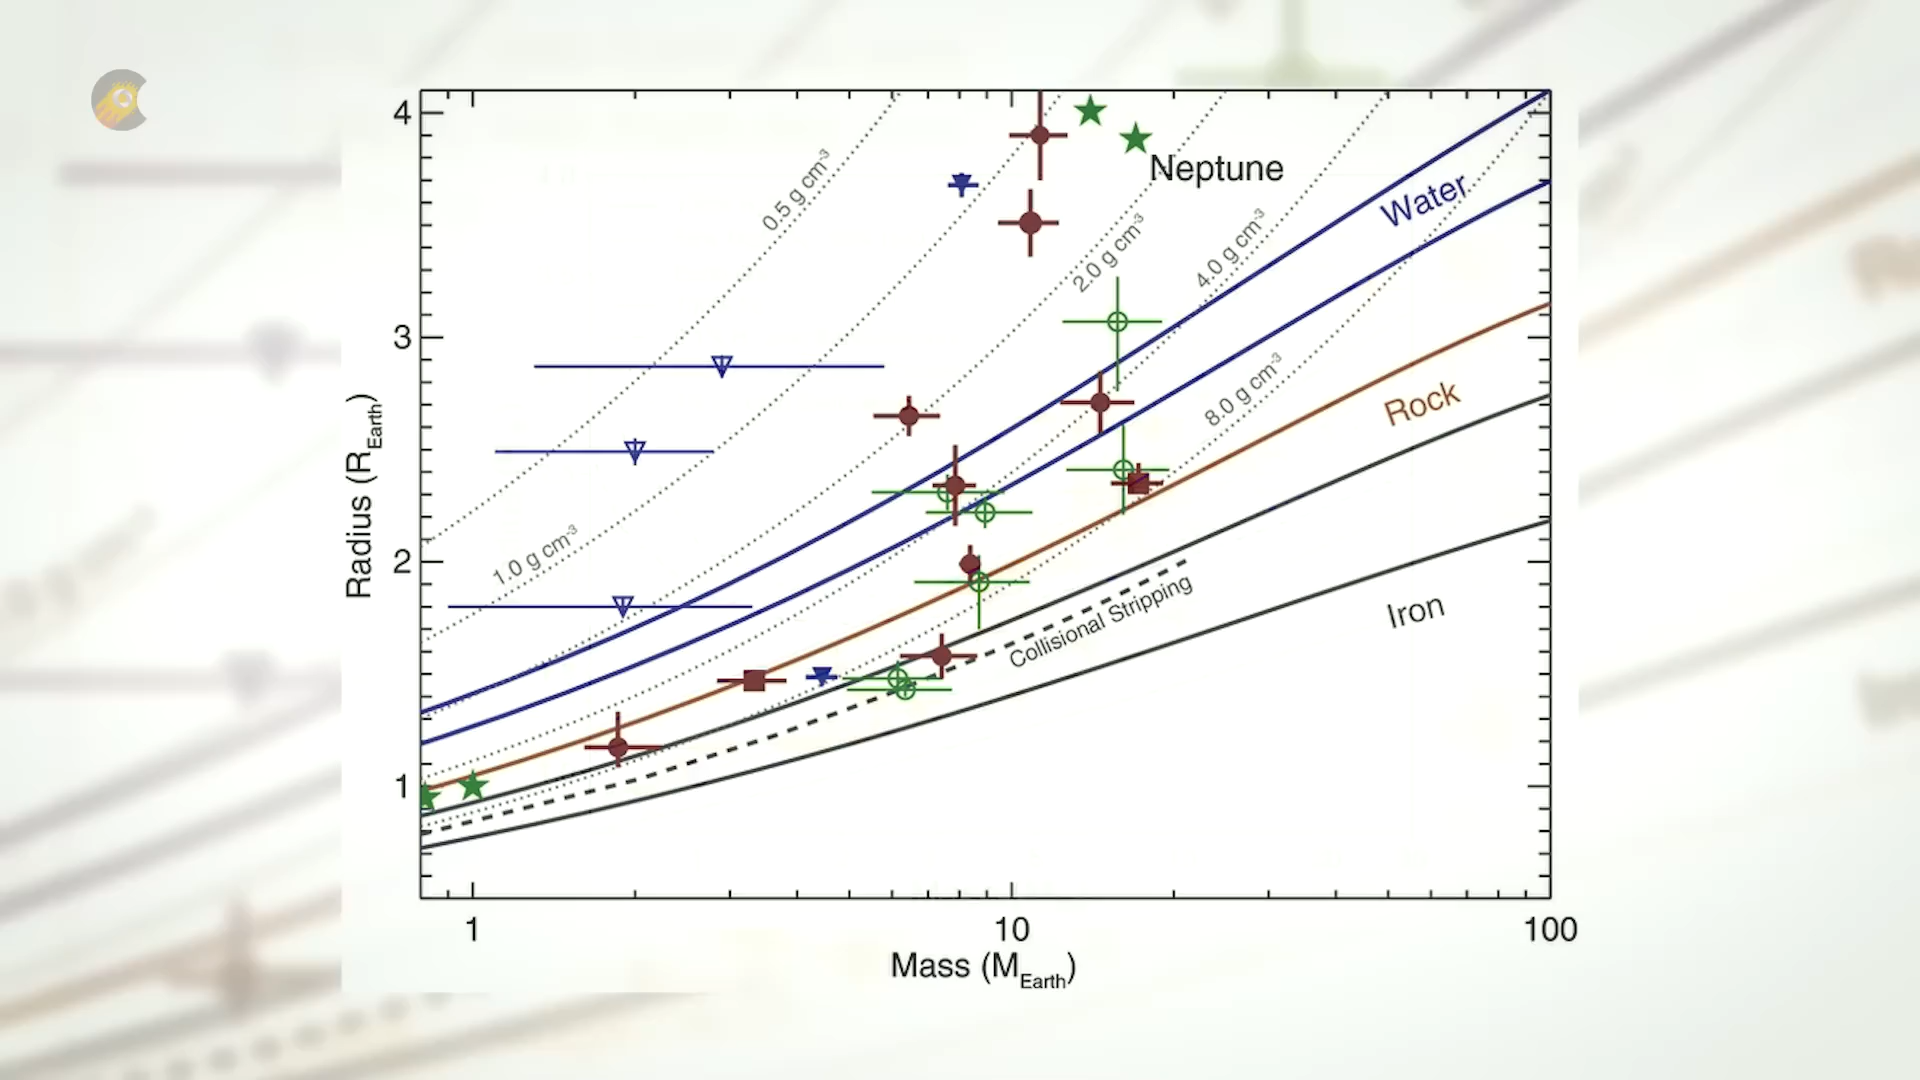 4
3
2
1
Radius (R_Earth)
0.5 g cm⁻³
1.0 g cm⁻³
2.0 g cm⁻³
4.0 g cm⁻³
8.0 g cm⁻³
Neptune
Water
Rock
Collisional Stripping
Iron
1 10 100
Mass (M_Earth)